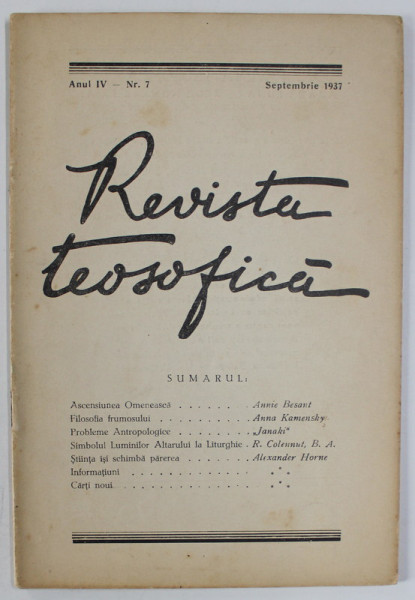 Anul IV — Nr. 7 Septembrie 1937
Revista
teosofică
SUMARUL:
Ascensiunea Omenească . . . . . . . Annie Besant
Filosofia frumosului . . . . . . . . . Anna Kamensky
Probleme Antropologice . . . . . . . „Janaki"
Simbolul Luminilor Altarului la Liturghie . R. Colennut, B. A.
Știința își schimbă părerea . . . . . . . Alexander Horne
Informațiuni . . . . . . . . . . . . * * *
Cărți noui . . . . . . . . . . . . . * * *